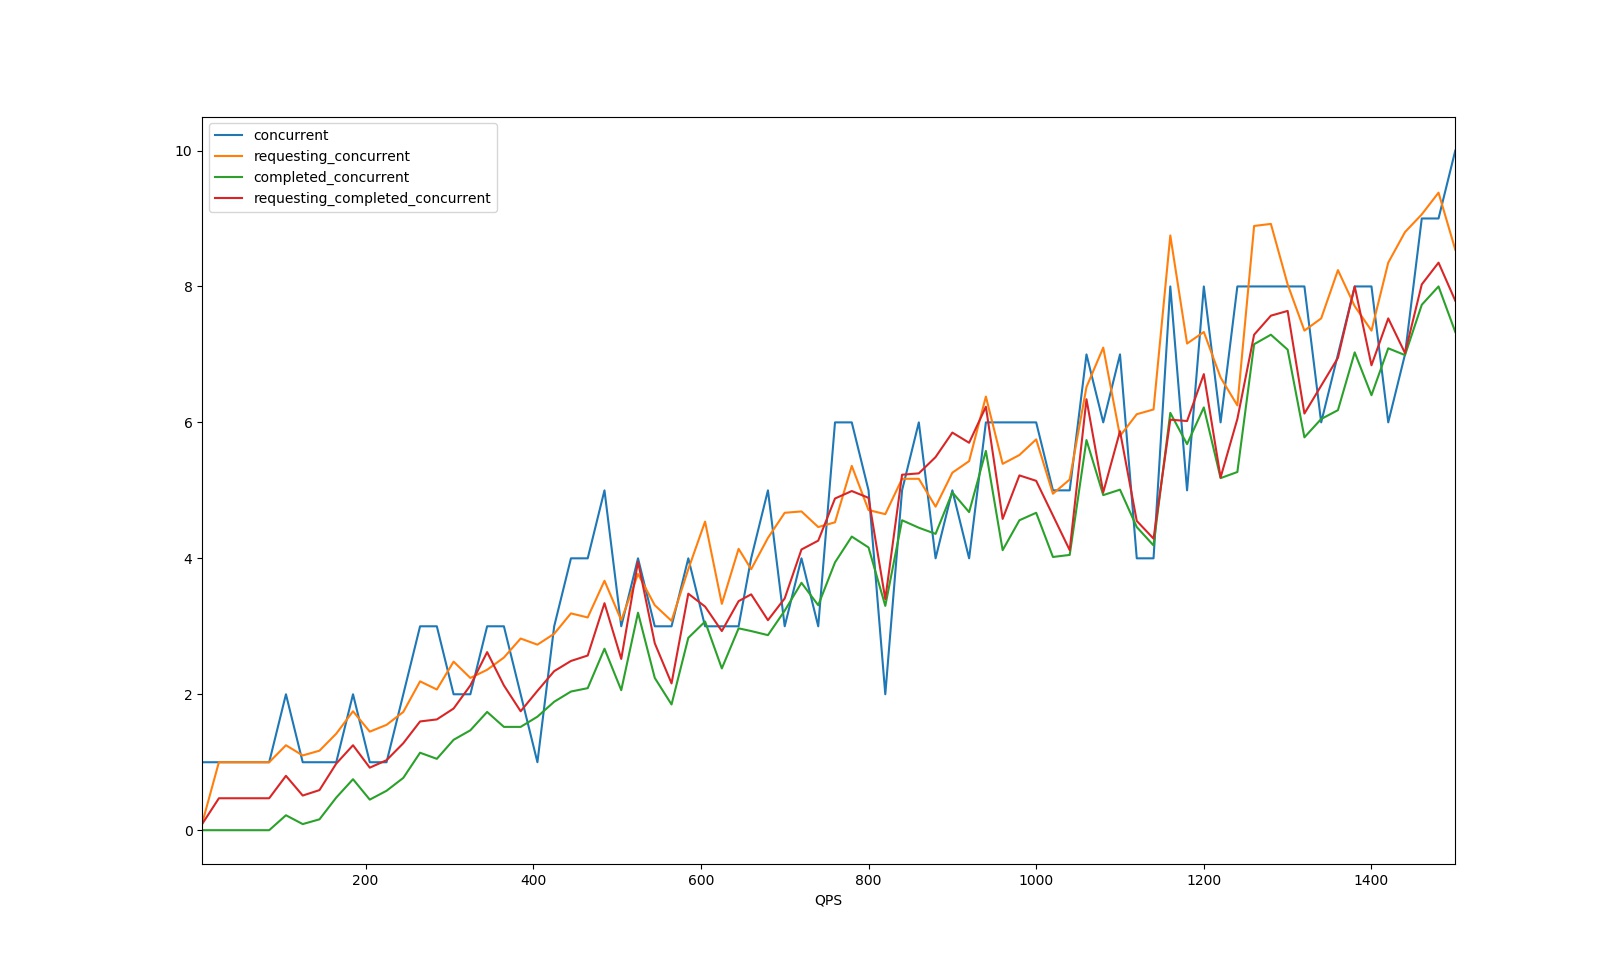 concurrent
requesting_concurrent
completed_concurrent
requesting_completed_concurrent
10
8
6
4
2
0
200 400 600 800 1000 1200 1400
QPS